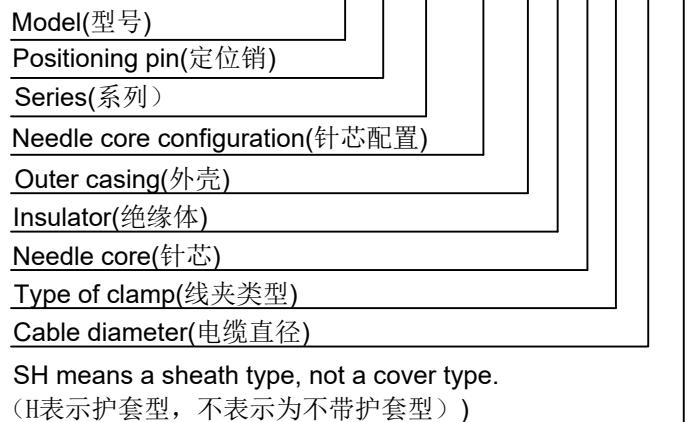 Model(型号)
Positioning pin(定位销)
Series(系列）
Needle core configuration(针芯配置)
Outer casing(外壳)
Insulator(绝缘体)
Needle core(针芯)
Type of clamp(线夹类型)
Cable diameter(电缆直径)
SH means a sheath type, not a cover type.
（H表示护套型，不表示为不带护套型）)